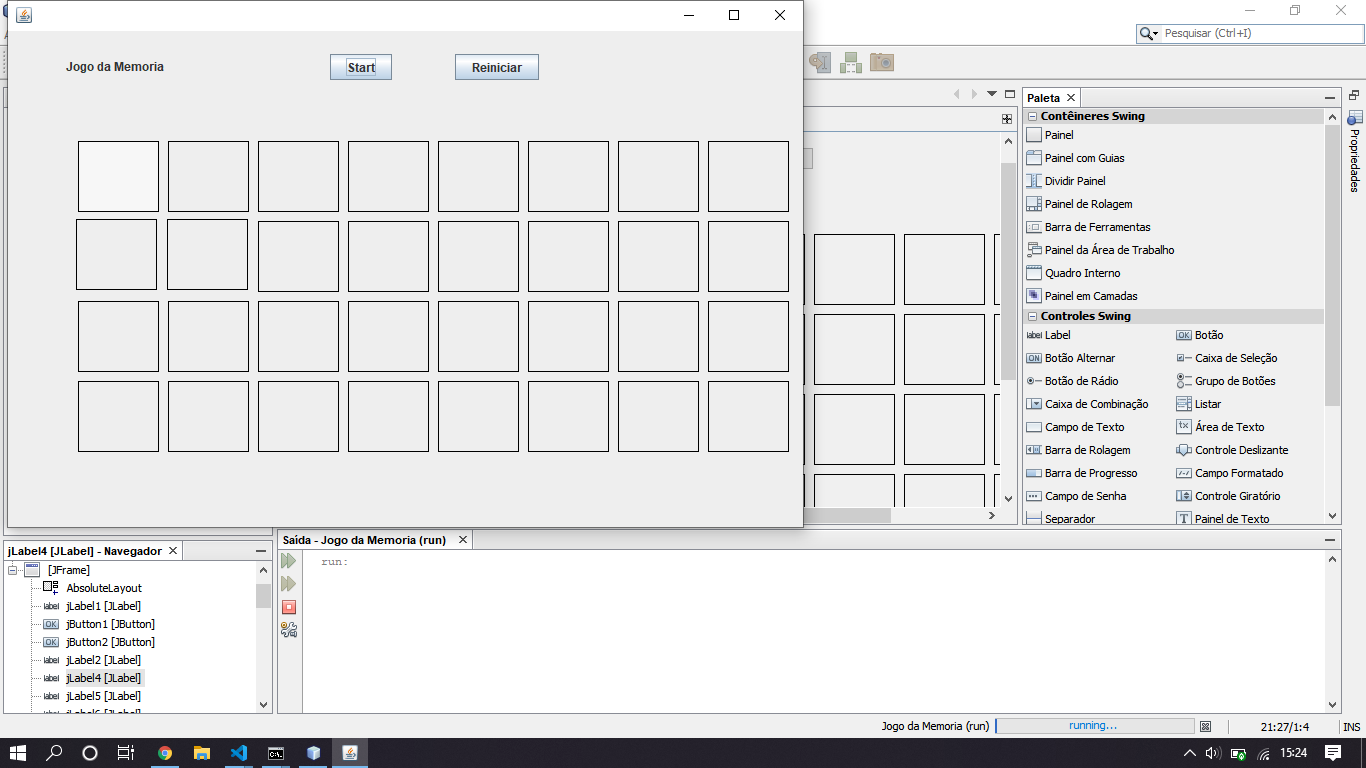 Pesquisar (Ctrl+I)
Jogo da Memoria
Start
Reiniciar
Paleta
Contêineres Swing
Painel
Painel com Guias
Dividir Painel
Painel de Rolagem
Barra de Ferramentas
Painel da Área de Trabalho
Quadro Interno
Painel em Camadas
Controles Swing
Label
Botão
Botão Alternar
Caixa de Seleção
Botão de Rádio
Grupo de Botões
Caixa de Combinação
Listar
Campo de Texto
Área de Texto
Barra de Rolagem
Controle Deslizante
Barra de Progresso
Campo Formatado
Campo de Senha
Controle Giratório
Separador
Painel de Texto
Propriedades
jLabel4 [JLabel] - Navegador
[JFrame]
AbsoluteLayout
jLabel1 [JLabel]
jButton1 [JButton]
jButton2 [JButton]
jLabel2 [JLabel]
jLabel4 [JLabel]
jLabel5 [JLabel]
jLabel6 [JLabel]
Saída - Jogo da Memoria (run)
run:
Jogo da Memoria (run)
running...
21:27/1:4
INS
15:24